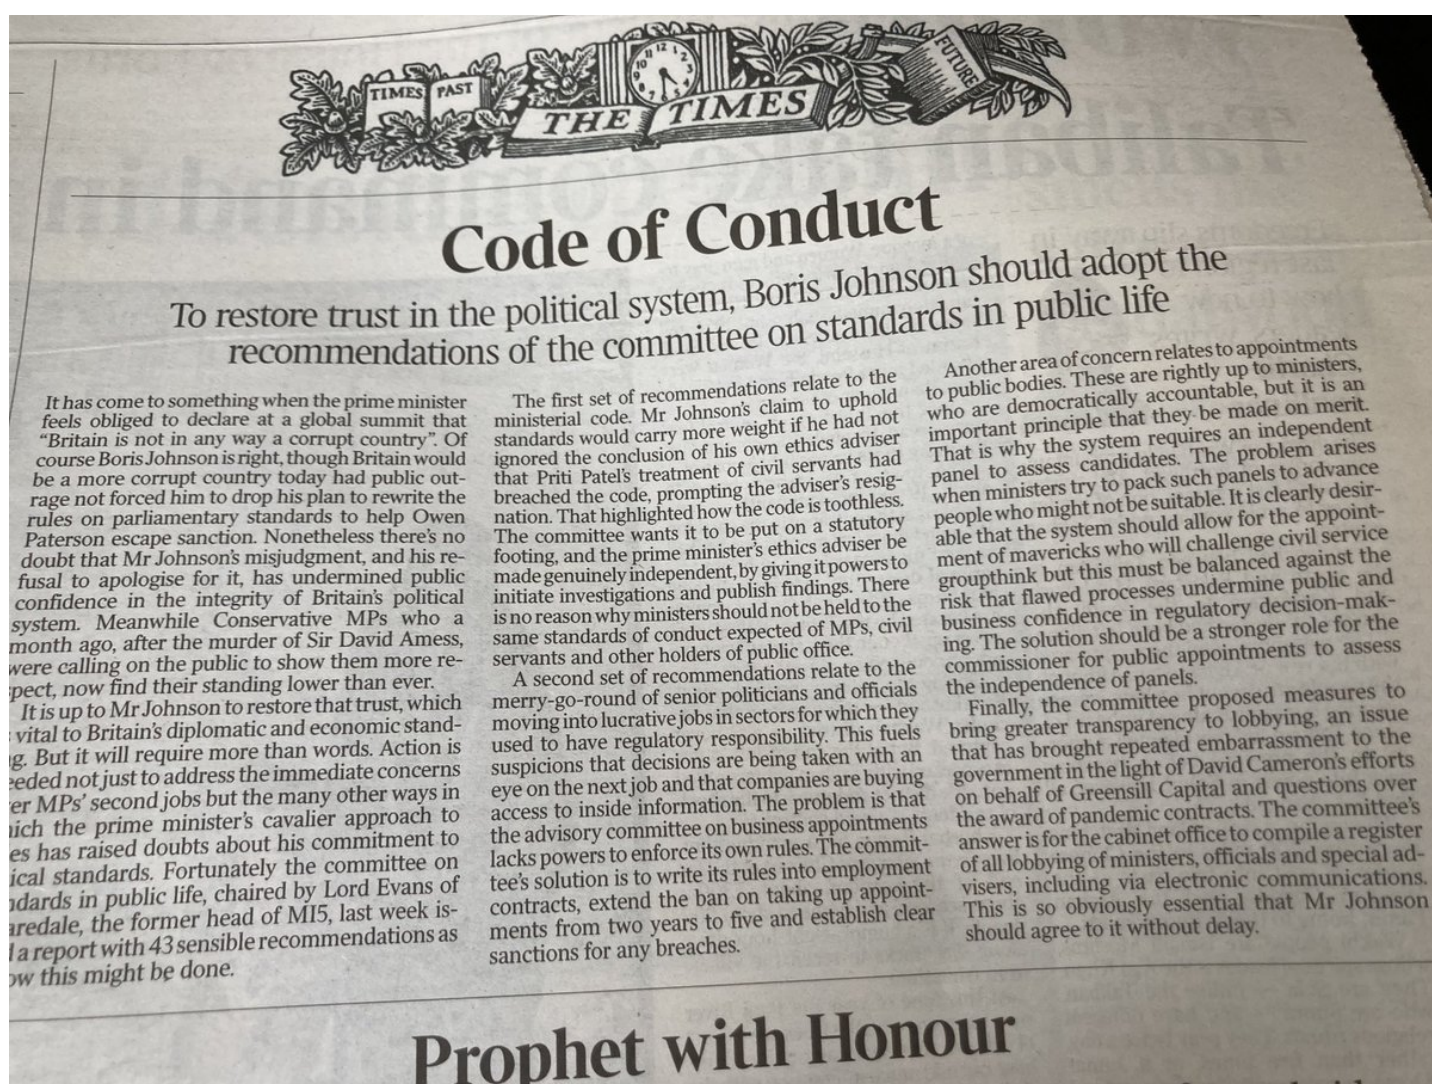 TIMES PAST
12
1
2
3
4
5
7
8
9
10
11
FUTURE
THE TIMES
Code of Conduct
To restore trust in the political system, Boris Johnson should adopt the
recommendations of the committee on standards in public life
It has come to something when the prime minister
feels obliged to declare at a global summit that
“Britain is not in any way a corrupt country”. Of
course Boris Johnson is right, though Britain would
be a more corrupt country today had public out-
rage not forced him to drop his plan to rewrite the
rules on parliamentary standards to help Owen
Paterson escape sanction. Nonetheless there’s no
doubt that Mr Johnson’s misjudgment, and his re-
fusal to apologise for it, has undermined public
confidence in the integrity of Britain’s political
system. Meanwhile Conservative MPs who a
month ago, after the murder of Sir David Amess,
were calling on the public to show them more re-
pect, now find their standing lower than ever.
It is up to Mr Johnson to restore that trust, which
vital to Britain’s diplomatic and economic stand-
g. But it will require more than words. Action is
eeded not just to address the immediate concerns
er MPs’ second jobs but the many other ways in
ich the prime minister’s cavalier approach to
es has raised doubts about his commitment to
ical standards. Fortunately the committee on
dards in public life, chaired by Lord Evans of
aredale, the former head of MI5, last week is-
a report with 43 sensible recommendations as
ow this might be done.
The first set of recommendations relate to the
ministerial code. Mr Johnson’s claim to uphold
standards would carry more weight if he had not
ignored the conclusion of his own ethics adviser
that Priti Patel’s treatment of civil servants had
breached the code, prompting the adviser’s resig-
nation. That highlighted how the code is toothless.
The committee wants it to be put on a statutory
footing, and the prime minister’s ethics adviser be
made genuinely independent, by giving it powers to
initiate investigations and publish findings. There
is no reason why ministers should not be held to the
same standards of conduct expected of MPs, civil
servants and other holders of public office.
A second set of recommendations relate to the
merry-go-round of senior politicians and officials
moving into lucrative jobs in sectors for which they
used to have regulatory responsibility. This fuels
suspicions that decisions are being taken with an
eye on the next job and that companies are buying
access to inside information. The problem is that
the advisory committee on business appointments
lacks powers to enforce its own rules. The commit-
tee’s solution is to write its rules into employment
contracts, extend the ban on taking up appoint-
ments from two years to five and establish clear
sanctions for any breaches.
Another area of concern relates to appointments
to public bodies. These are rightly up to ministers,
who are democratically accountable, but it is an
important principle that they be made on merit.
That is why the system requires an independent
panel to assess candidates. The problem arises
when ministers try to pack such panels to advance
people who might not be suitable. It is clearly desir-
able that the system should allow for the appoint-
ment of mavericks who will challenge civil service
groupthink but this must be balanced against the
risk that flawed processes undermine public and
business confidence in regulatory decision-mak-
ing. The solution should be a stronger role for the
commissioner for public appointments to assess
the independence of panels.
Finally, the committee proposed measures to
bring greater transparency to lobbying, an issue
that has brought repeated embarrassment to the
government in the light of David Cameron’s efforts
on behalf of Greensill Capital and questions over
the award of pandemic contracts. The committee’s
answer is for the cabinet office to compile a register
of all lobbying of ministers, officials and special ad-
visers, including via electronic communications.
This is so obviously essential that Mr Johnson
should agree to it without delay.
Prophet with Honour